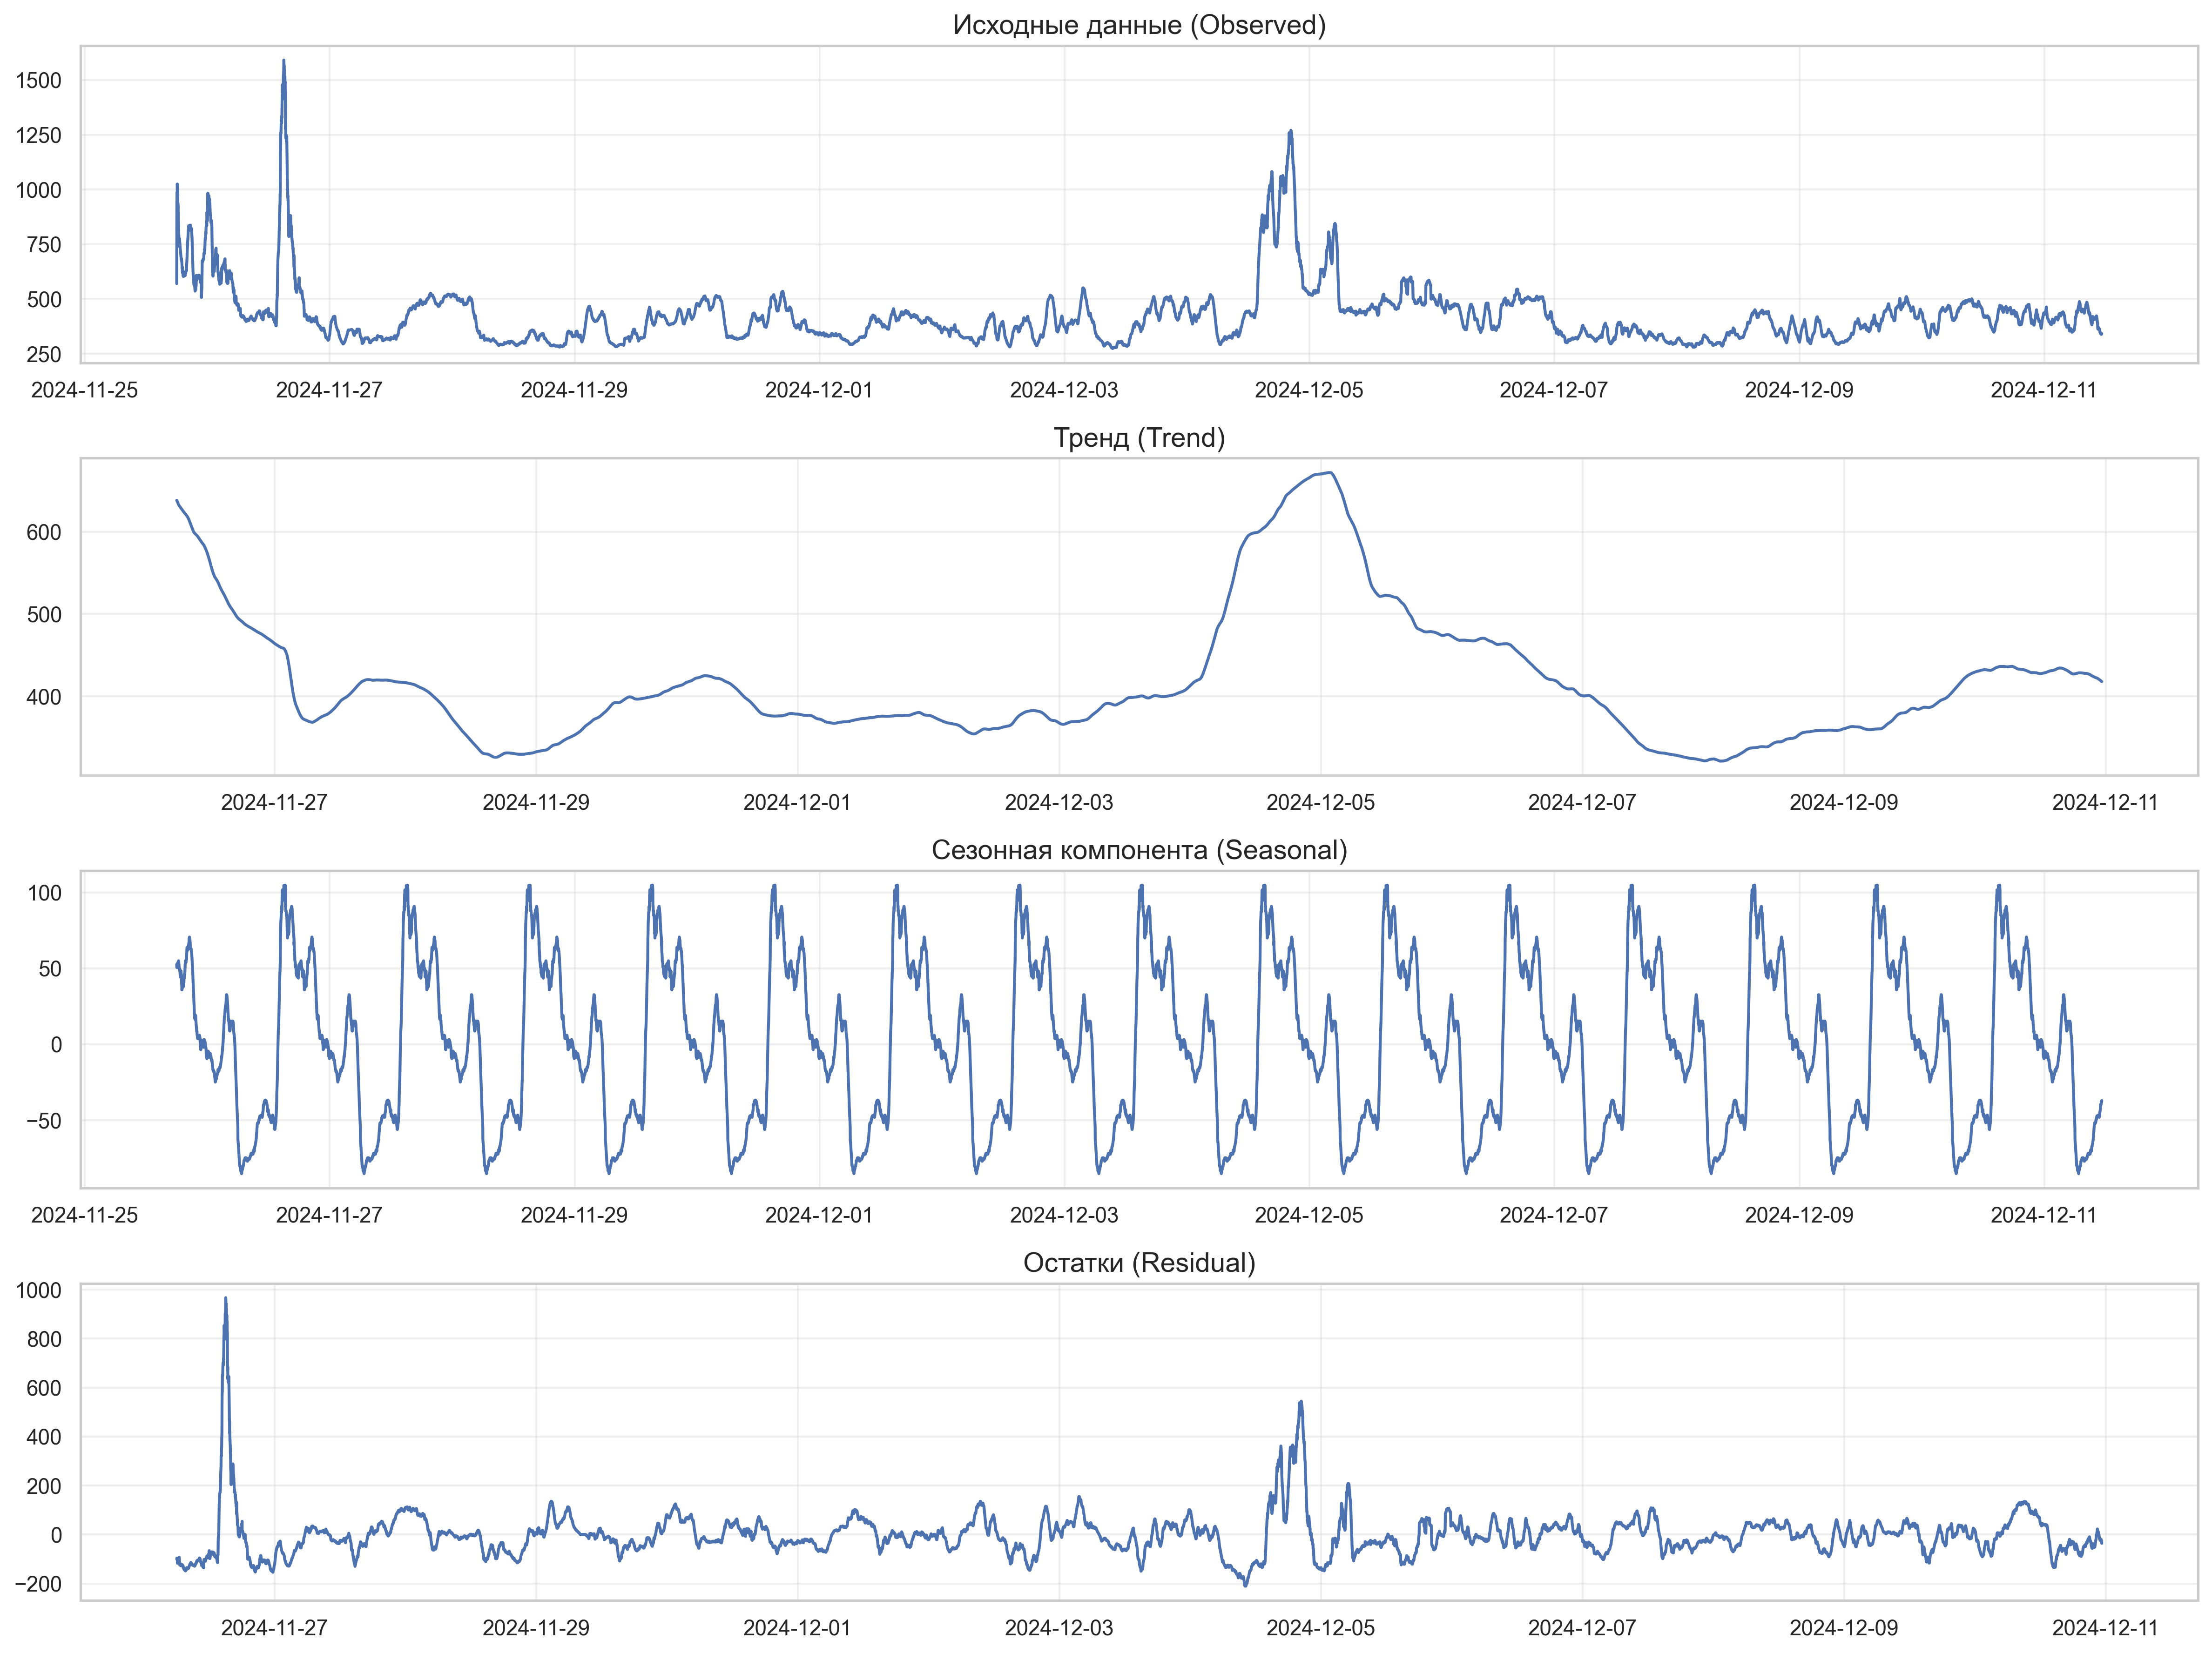 Исходные данные (Observed)
1500
1250
1000
750
500
250
2024-11-25 2024-11-27 2024-11-29 2024-12-01 2024-12-03 2024-12-05 2024-12-07 2024-12-09 2024-12-11
Тренд (Trend)
600
500
400
2024-11-27 2024-11-29 2024-12-01 2024-12-03 2024-12-05 2024-12-07 2024-12-09 2024-12-11
Сезонная компонента (Seasonal)
100
50
0
−50
2024-11-25 2024-11-27 2024-11-29 2024-12-01 2024-12-03 2024-12-05 2024-12-07 2024-12-09 2024-12-11
Остатки (Residual)
1000
800
600
400
200
0
−200
2024-11-27 2024-11-29 2024-12-01 2024-12-03 2024-12-05 2024-12-07 2024-12-09 2024-12-11